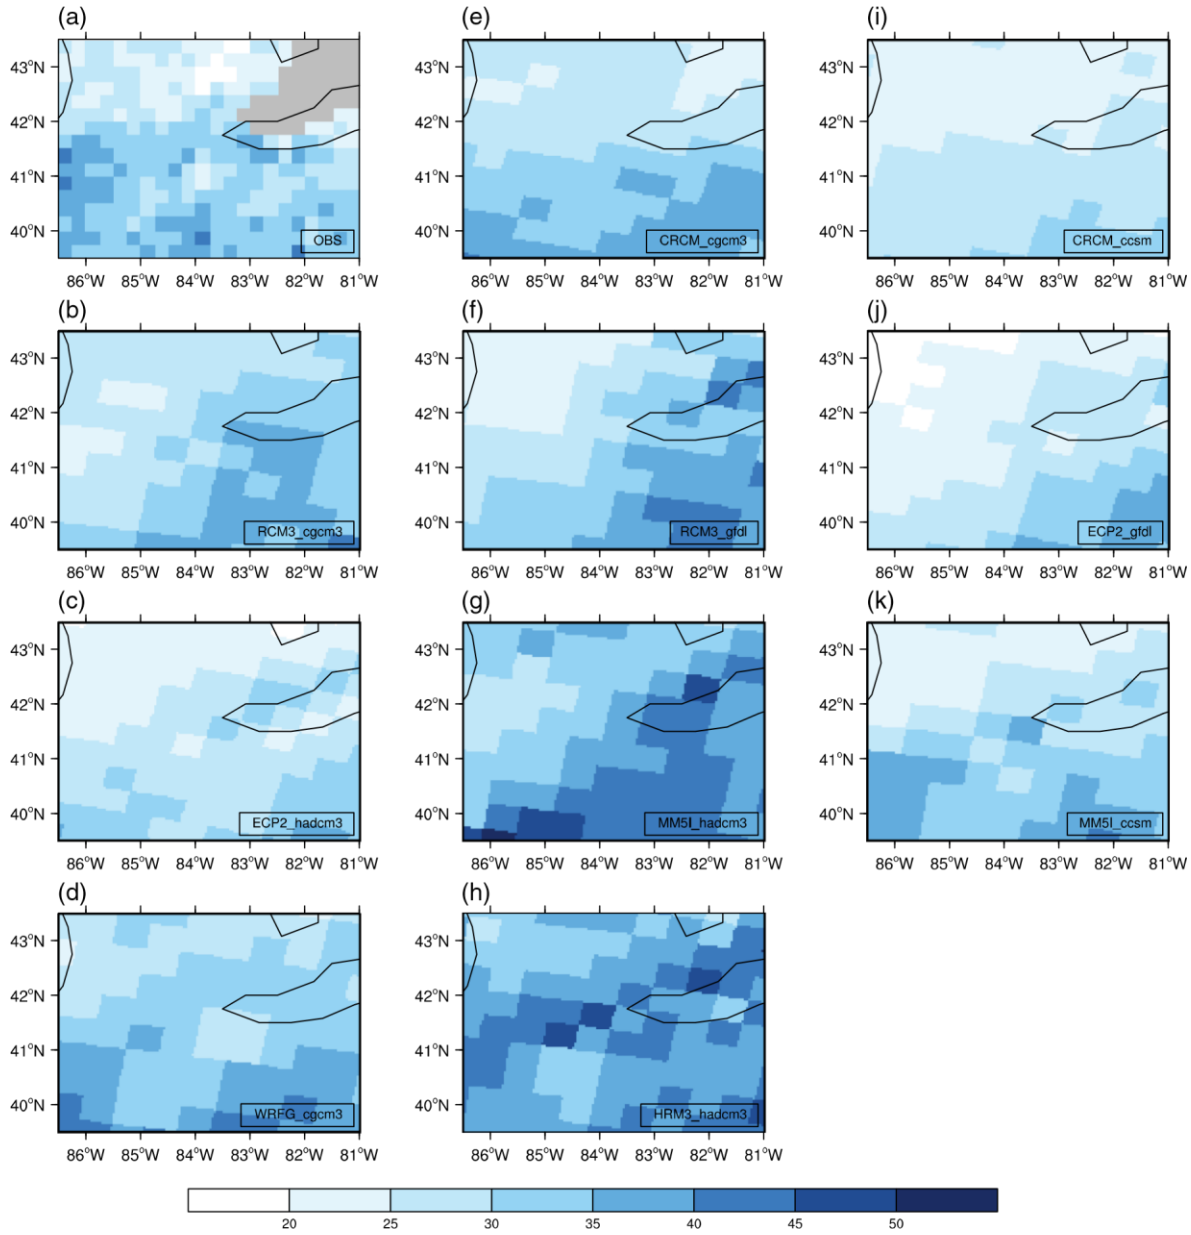 (a)
43°N
42°N
41°N
40°N
OBS
86°W 85°W 84°W 83°W 82°W 81°W
(e)
43°N
42°N
41°N
40°N
CRCM_cgcm3
86°W 85°W 84°W 83°W 82°W 81°W
(i)
43°N
42°N
41°N
40°N
CRCM_ccsm
86°W 85°W 84°W 83°W 82°W 81°W
(b)
43°N
42°N
41°N
40°N
RCM3_cgcm3
86°W 85°W 84°W 83°W 82°W 81°W
(f)
43°N
42°N
41°N
40°N
RCM3_gfdl
86°W 85°W 84°W 83°W 82°W 81°W
(j)
43°N
42°N
41°N
40°N
ECP2_gfdl
86°W 85°W 84°W 83°W 82°W 81°W
(c)
43°N
42°N
41°N
40°N
ECP2_hadcm3
86°W 85°W 84°W 83°W 82°W 81°W
(g)
43°N
42°N
41°N
40°N
MM5I_hadcm3
86°W 85°W 84°W 83°W 82°W 81°W
(k)
43°N
42°N
41°N
40°N
MM5I_ccsm
86°W 85°W 84°W 83°W 82°W 81°W
(d)
43°N
42°N
41°N
40°N
WRFG_cgcm3
86°W 85°W 84°W 83°W 82°W 81°W
(h)
43°N
42°N
41°N
40°N
HRM3_hadcm3
86°W 85°W 84°W 83°W 82°W 81°W
20 25 30 35 40 45 50